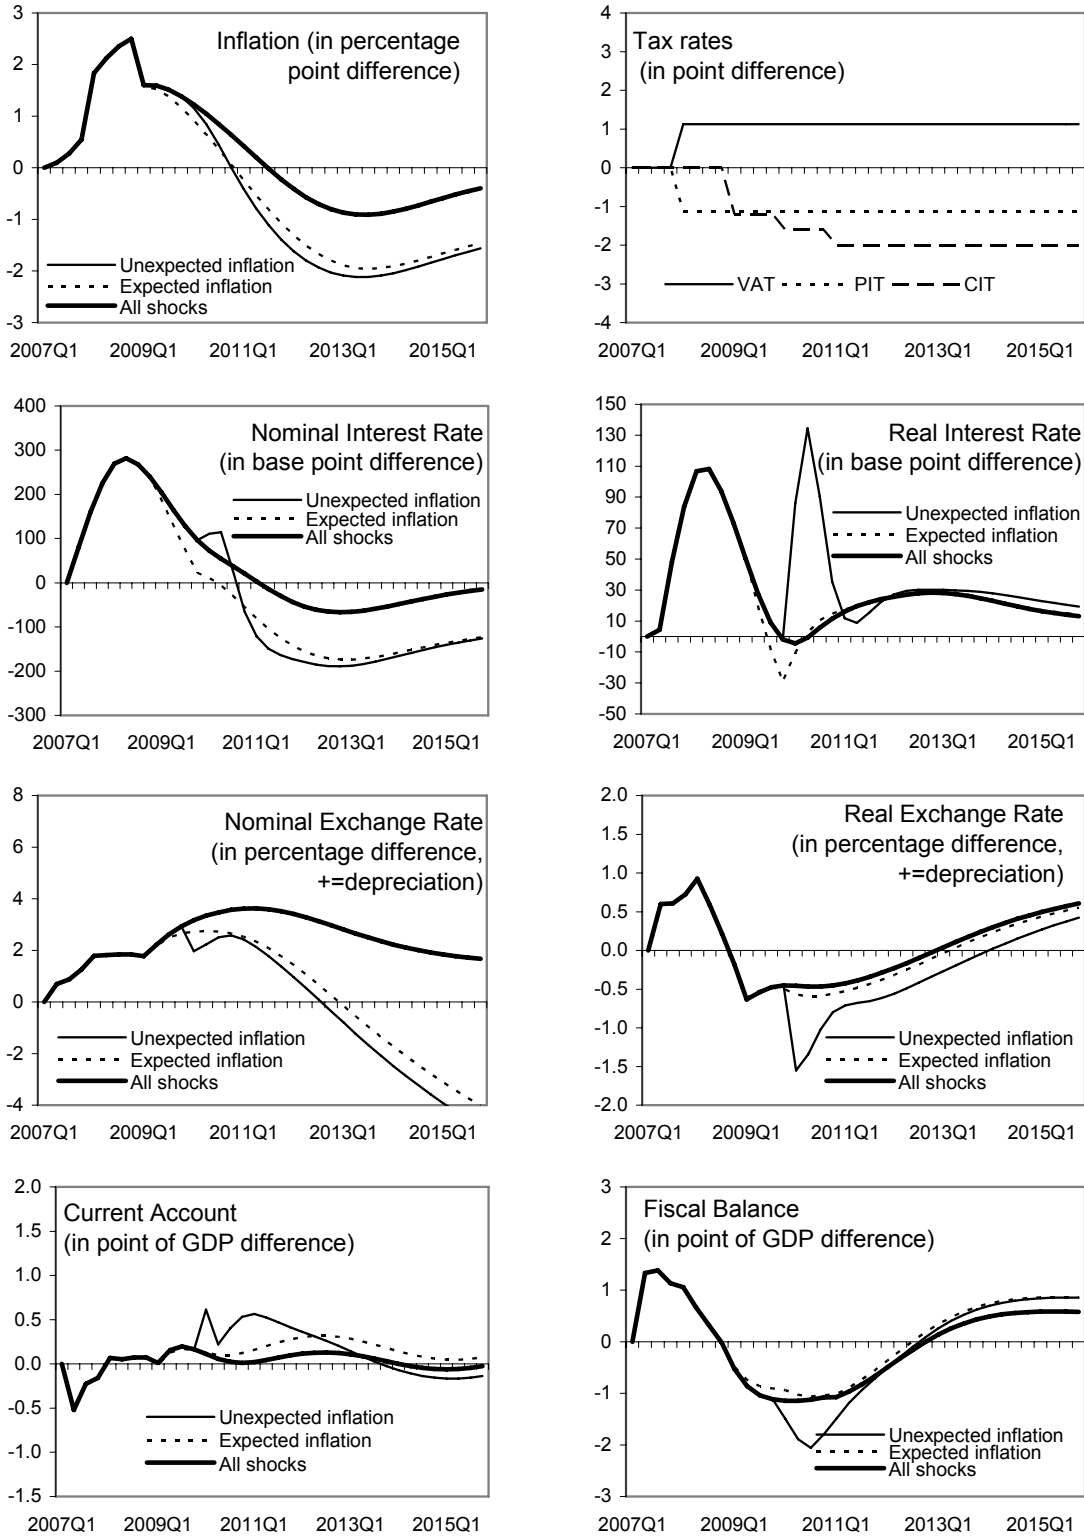 Inflation (in percentage
point difference)
3
2
1
0
-1
-2
-3
Unexpected inflation
Expected inflation
All shocks
2007Q1 2009Q1 2011Q1 2013Q1 2015Q1
Tax rates
(in point difference)
4
3
2
1
0
-1
-2
-3
-4
VAT PIT CIT
2007Q1 2009Q1 2011Q1 2013Q1 2015Q1
Nominal Interest Rate
(in base point difference)
400
300
200
100
0
-100
-200
-300
Unexpected inflation
Expected inflation
All shocks
2007Q1 2009Q1 2011Q1 2013Q1 2015Q1
Real Interest Rate
(in base point difference)
150
130
110
90
70
50
30
10
-10
-30
-50
Unexpected inflation
Expected inflation
All shocks
2007Q1 2009Q1 2011Q1 2013Q1 2015Q1
Nominal Exchange Rate
(in percentage difference,
+=depreciation)
8
6
4
2
0
-2
-4
Unexpected inflation
Expected inflation
All shocks
2007Q1 2009Q1 2011Q1 2013Q1 2015Q1
Real Exchange Rate
(in percentage difference,
+=depreciation)
2.0
1.5
1.0
0.5
0.0
-0.5
-1.0
-1.5
-2.0
Unexpected inflation
Expected inflation
All shocks
2007Q1 2009Q1 2011Q1 2013Q1 2015Q1
Current Account
(in point of GDP difference)
2.0
1.5
1.0
0.5
0.0
-0.5
-1.0
-1.5
Unexpected inflation
Expected inflation
All shocks
2007Q1 2009Q1 2011Q1 2013Q1 2015Q1
Fiscal Balance
(in point of GDP difference)
3
2
1
0
-1
-2
-3
Unexpected inflation
Expected inflation
All shocks
2007Q1 2009Q1 2011Q1 2013Q1 2015Q1